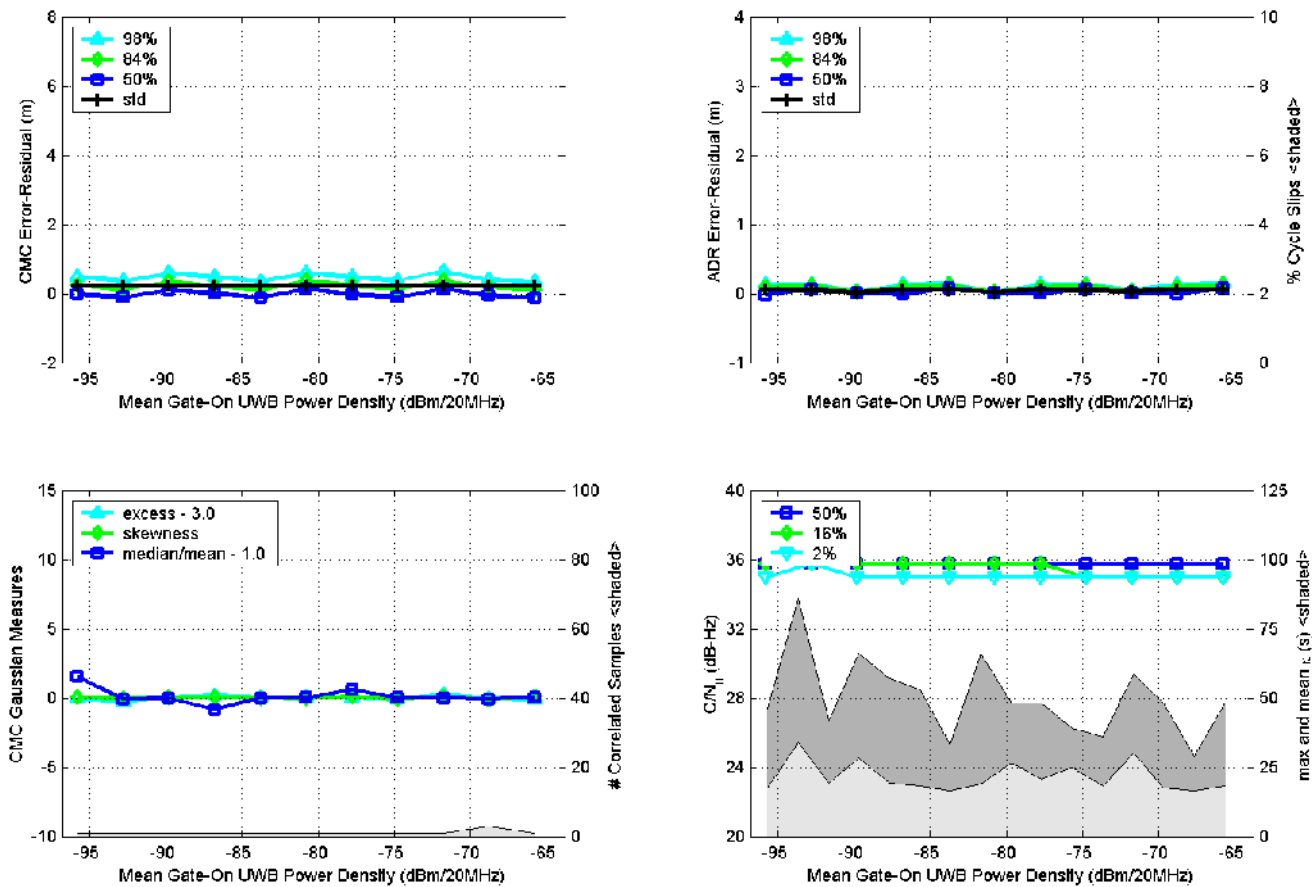 8
6
4
2
0
-2
98%
84%
50%
std
CMC Error-Residual (m)
-95 -90 -85 -80 -75 -70 -65
Mean Gate-On UWB Power Density (dBm/20MHz)
4
3
2
1
0
-1
98%
84%
50%
std
ADR Error-Residual (m)
10
8
6
4
2
0
% Cycle Slips <shaded>
-95 -90 -85 -80 -75 -70 -65
Mean Gate-On UWB Power Density (dBm/20MHz)
15
10
5
0
-5
-10
excess - 3.0
skewness
median/mean - 1.0
CMC Gaussian Measures
100
80
60
40
20
0
# Correlated Samples <shaded>
-95 -90 -85 -80 -75 -70 -65
Mean Gate-On UWB Power Density (dBm/20MHz)
40
36
32
28
24
20
50%
16%
2%
(dB-Hz)
125
100
75
50
25
0
max and mean (s) <shaded>
-95 -90 -85 -80 -75 -70 -65
Mean Gate-On UWB Power Density (dBm/20MHz)